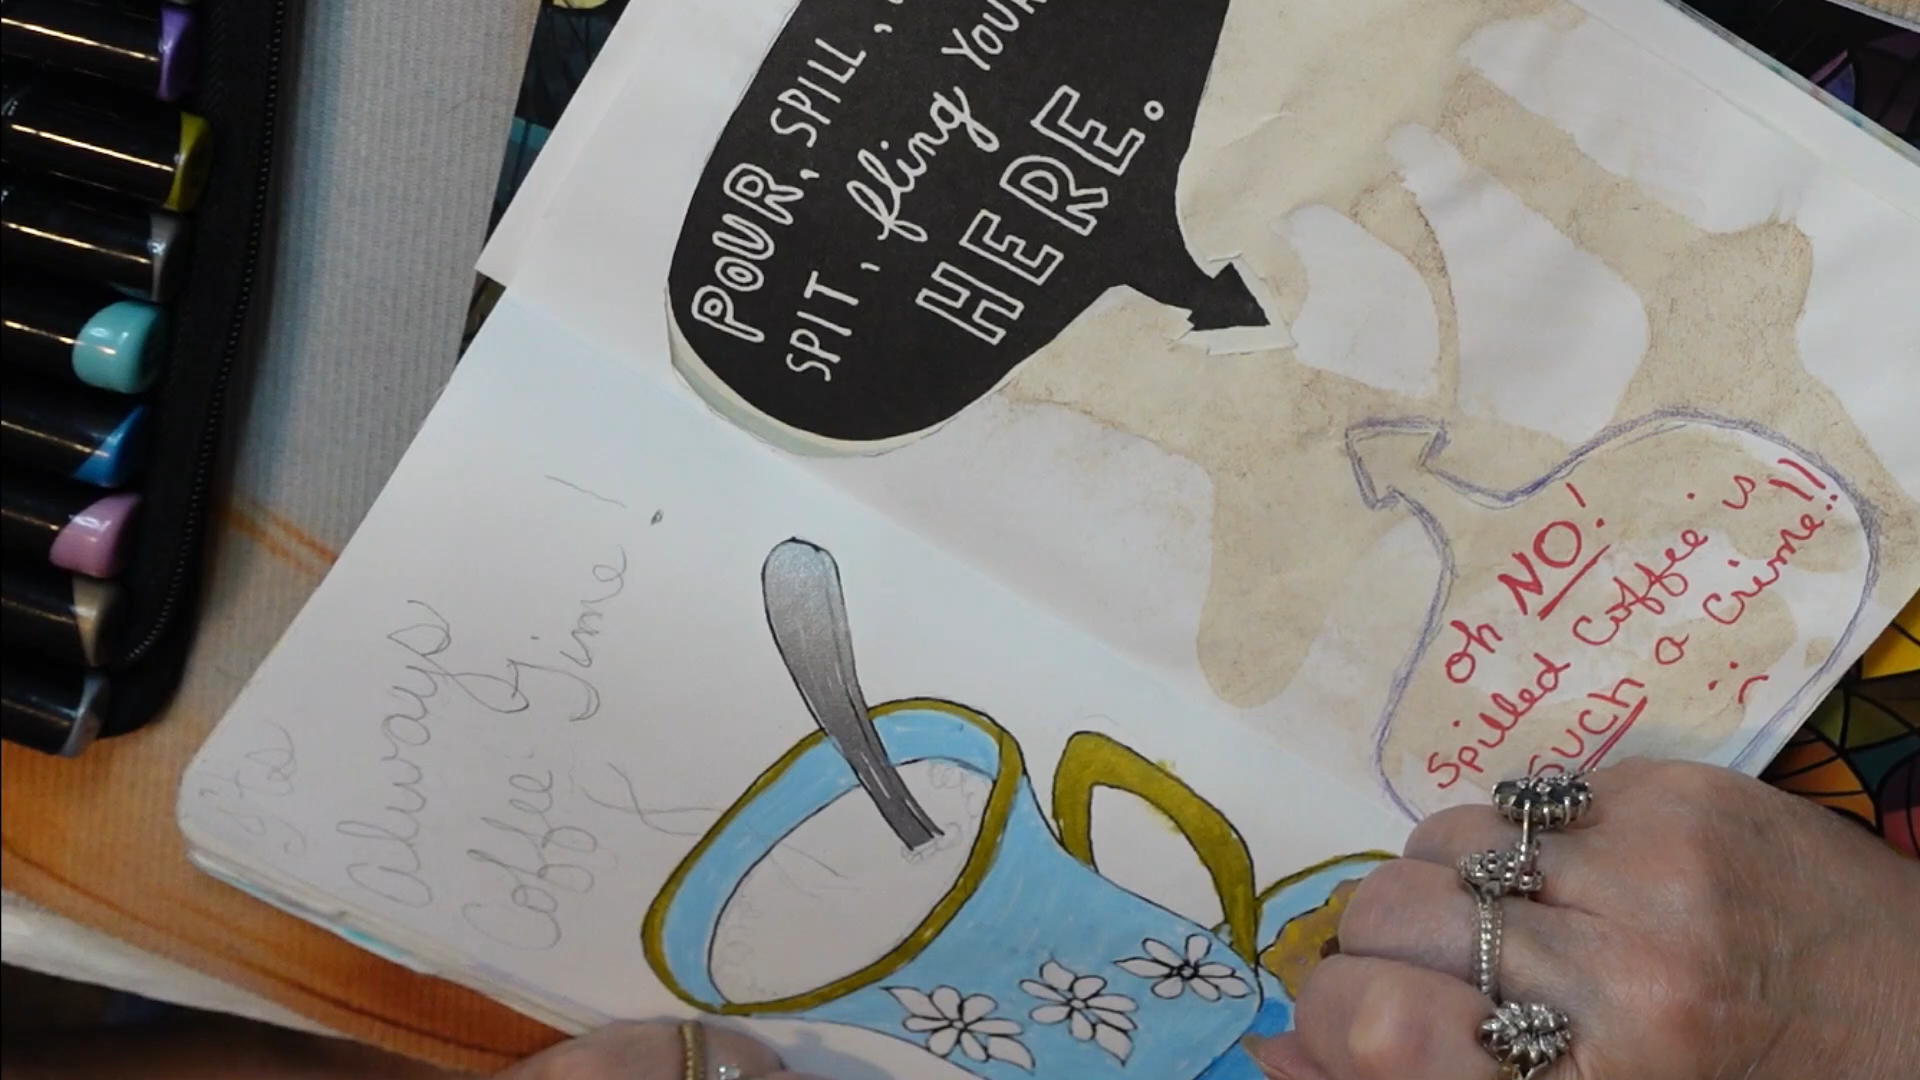 POUR, SPILL,
SPIT, fling YOUR
HERE.
oh NO!
Spilled Coffee is
SUCH a Crime!!
It's
Always
Coffee Time!